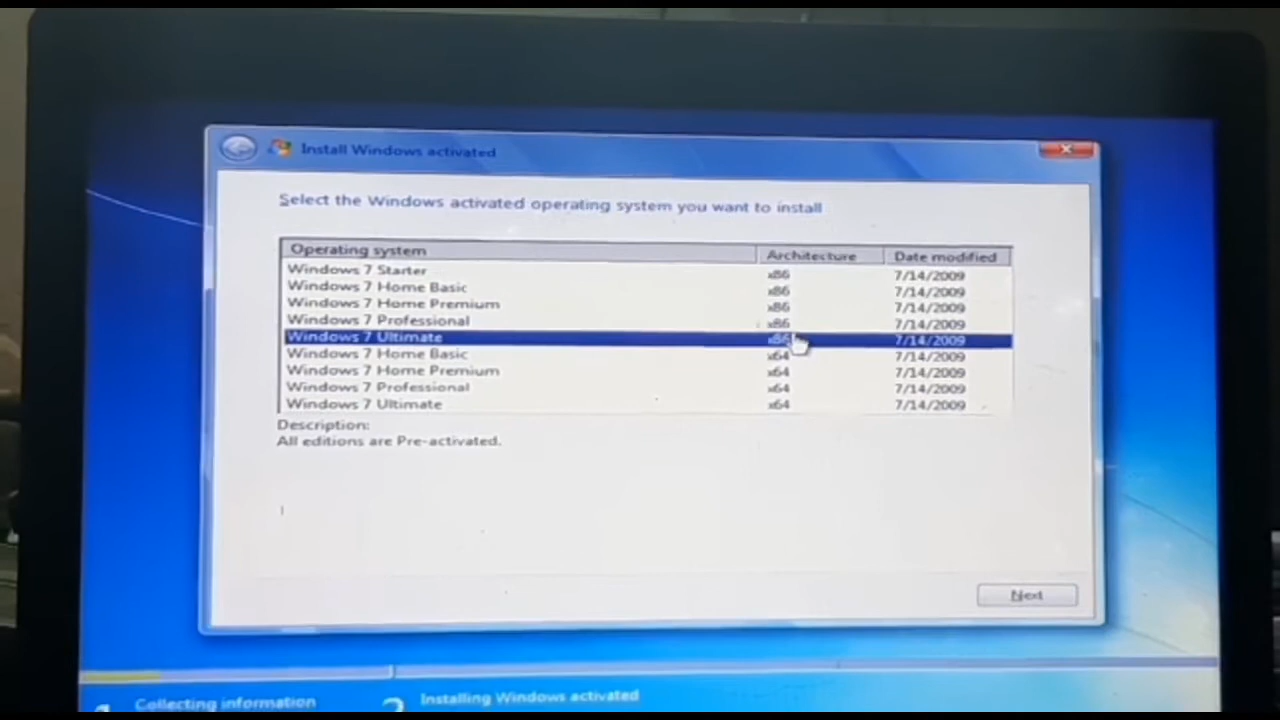 Install Windows activated
Select the Windows activated operating system you want to install
Operating system Architecture Date modified
Windows 7 Starter x86 7/14/2009
Windows 7 Home Basic x86 7/14/2009
Windows 7 Home Premium x86 7/14/2009
Windows 7 Professional x86 7/14/2009
Windows 7 Ultimate x86 7/14/2009
Windows 7 Home Basic x64 7/14/2009
Windows 7 Home Premium x64 7/14/2009
Windows 7 Professional x64 7/14/2009
Windows 7 Ultimate x64 7/14/2009
Description:
All editions are Pre-activated.
Next
1 Collecting information 2 Installing Windows activated